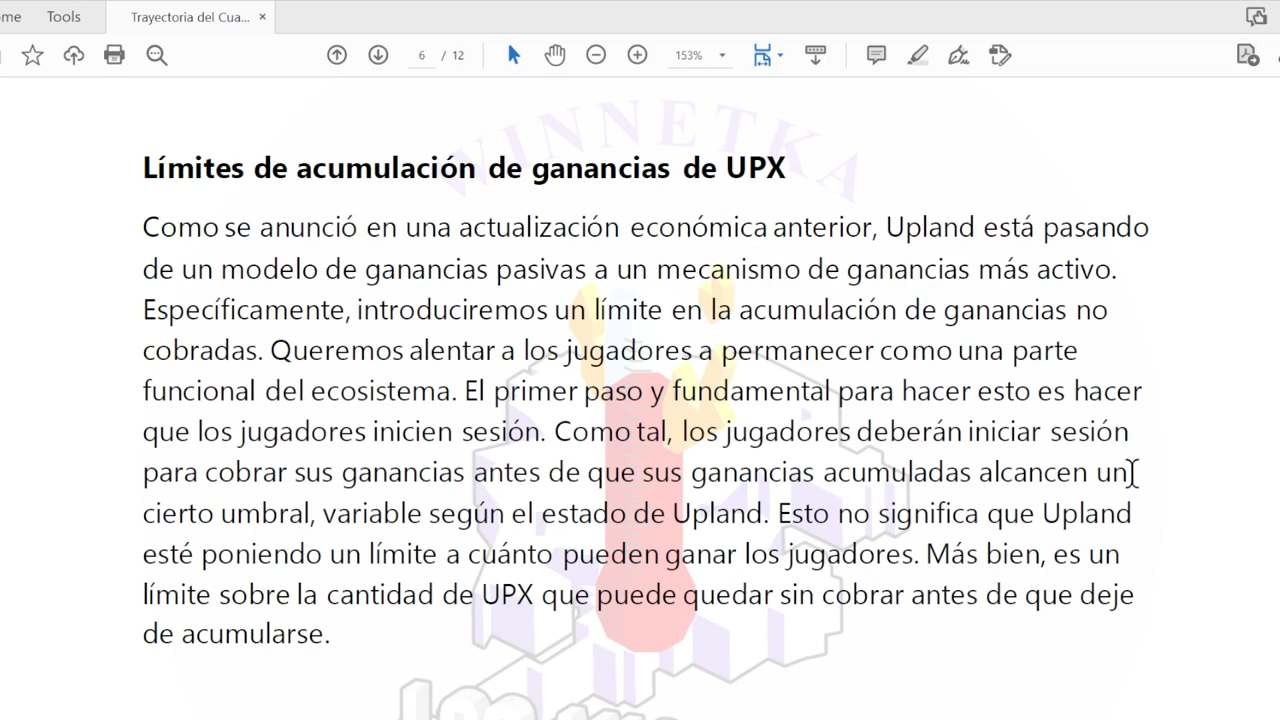 ome Tools Trayectoria del Cua... ×
6 / 12 153%
WINNETKA
Límites de acumulación de ganancias de UPX
Como se anunció en una actualización económica anterior, Upland está pasando
de un modelo de ganancias pasivas a un mecanismo de ganancias más activo.
Específicamente, introduciremos un límite en la acumulación de ganancias no
cobradas. Queremos alentar a los jugadores a permanecer como una parte
funcional del ecosistema. El primer paso y fundamental para hacer esto es hacer
que los jugadores inicien sesión. Como tal, los jugadores deberán iniciar sesión
para cobrar sus ganancias antes de que sus ganancias acumuladas alcancen un
cierto umbral, variable según el estado de Upland. Esto no significa que Upland
esté poniendo un límite a cuánto pueden ganar los jugadores. Más bien, es un
límite sobre la cantidad de UPX que puede quedar sin cobrar antes de que deje
de acumularse.